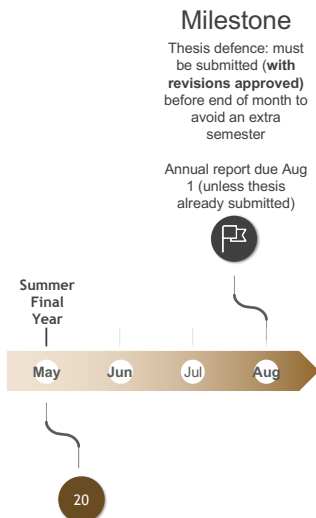 Milestone
Thesis defence: must
be submitted (with
revisions approved)
before end of month to
avoid an extra
semester
Annual report due Aug
1 (unless thesis
already submitted)
Summer
Final
Year
May Jun Jul Aug
20